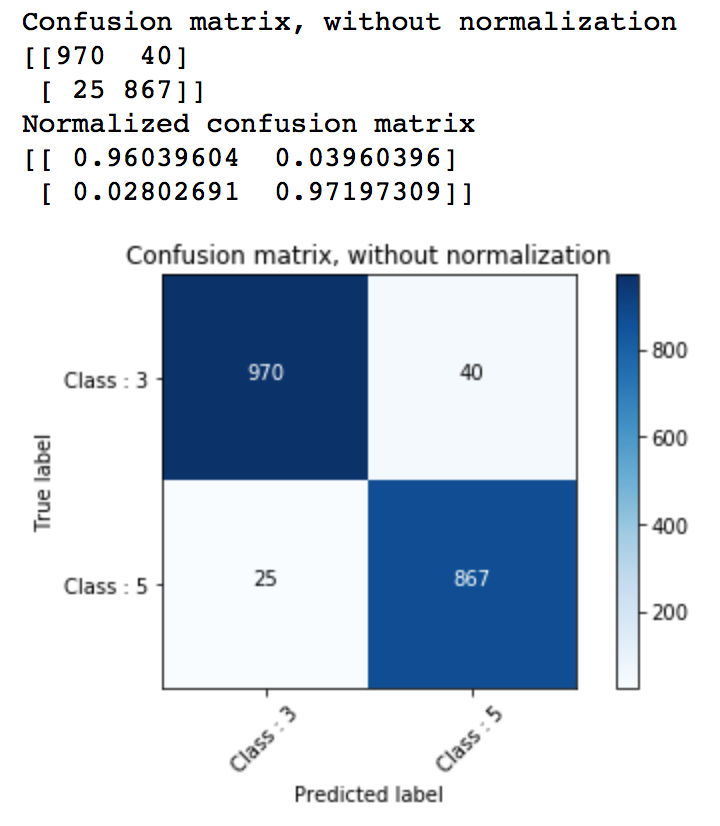 Confusion matrix, without normalization
[[970  40]
 [ 25 867]]
Normalized confusion matrix
[[ 0.96039604  0.03960396]
 [ 0.02802691  0.97197309]]
Confusion matrix, without normalization
Class : 3
970
40
800
600
True label
400
Class : 5
25
867
200
Class : 3
Class : 5
Predicted label